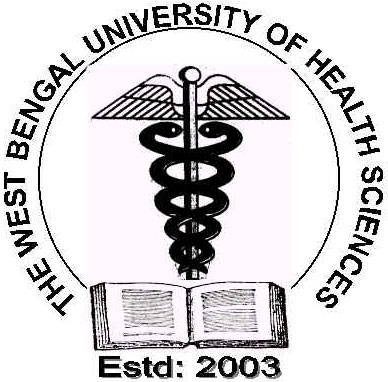 THE WEST BENGAL UNIVERSITY OF HEALTH SCIENCES
Estd: 2003